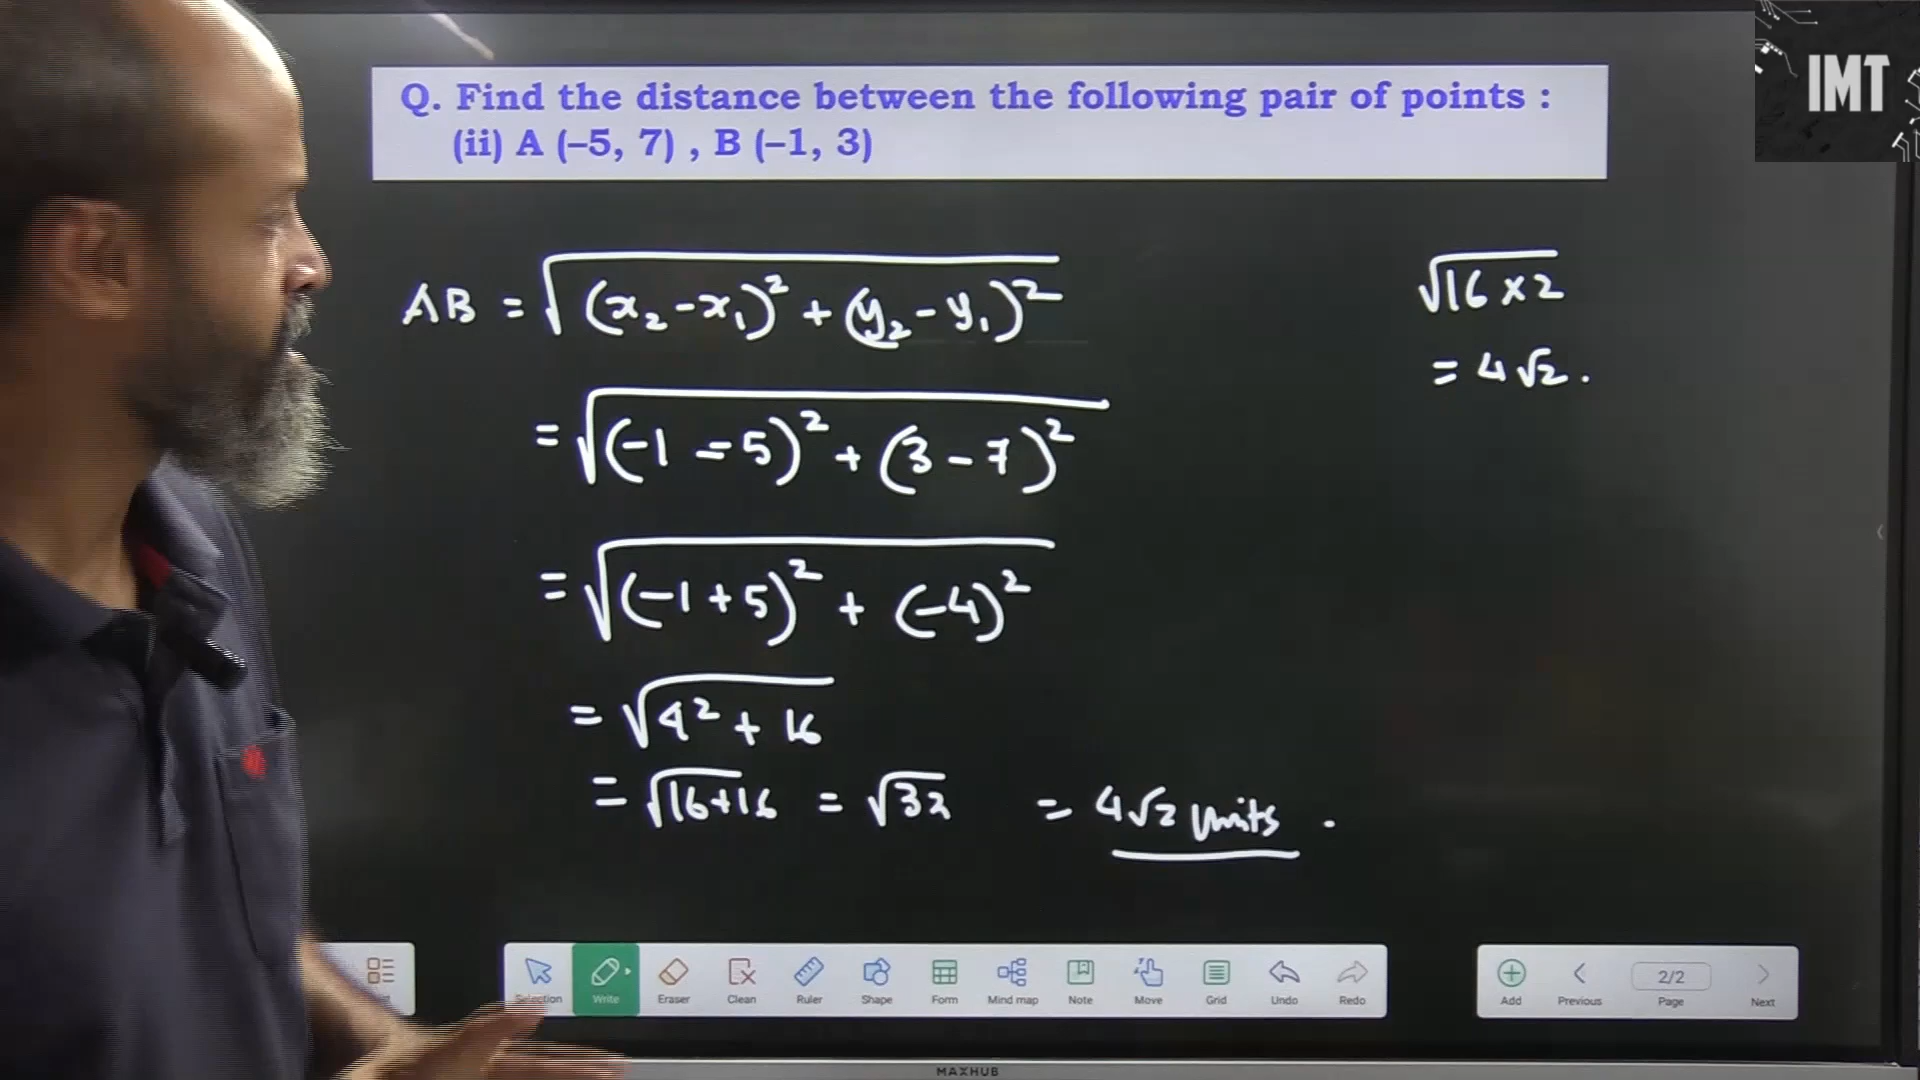 IMT
Q. Find the distance between the following pair of points :
(ii) A (–5, 7) , B (–1, 3)
AB = √(x₂-x₁)² + (y₂-y₁)²
= √(-1 - -5)² + (3-7)²
= √(-1+5)² + (-4)²
= √4² + 16
= √16+16 = √32 = 4√2 units .
√16 × 2
= 4√2 .
Selection Write Eraser Clean Ruler Shape Form Mind map Note Move Grid Undo Redo
Add Previous 2/2 Page Next
MAXHUB